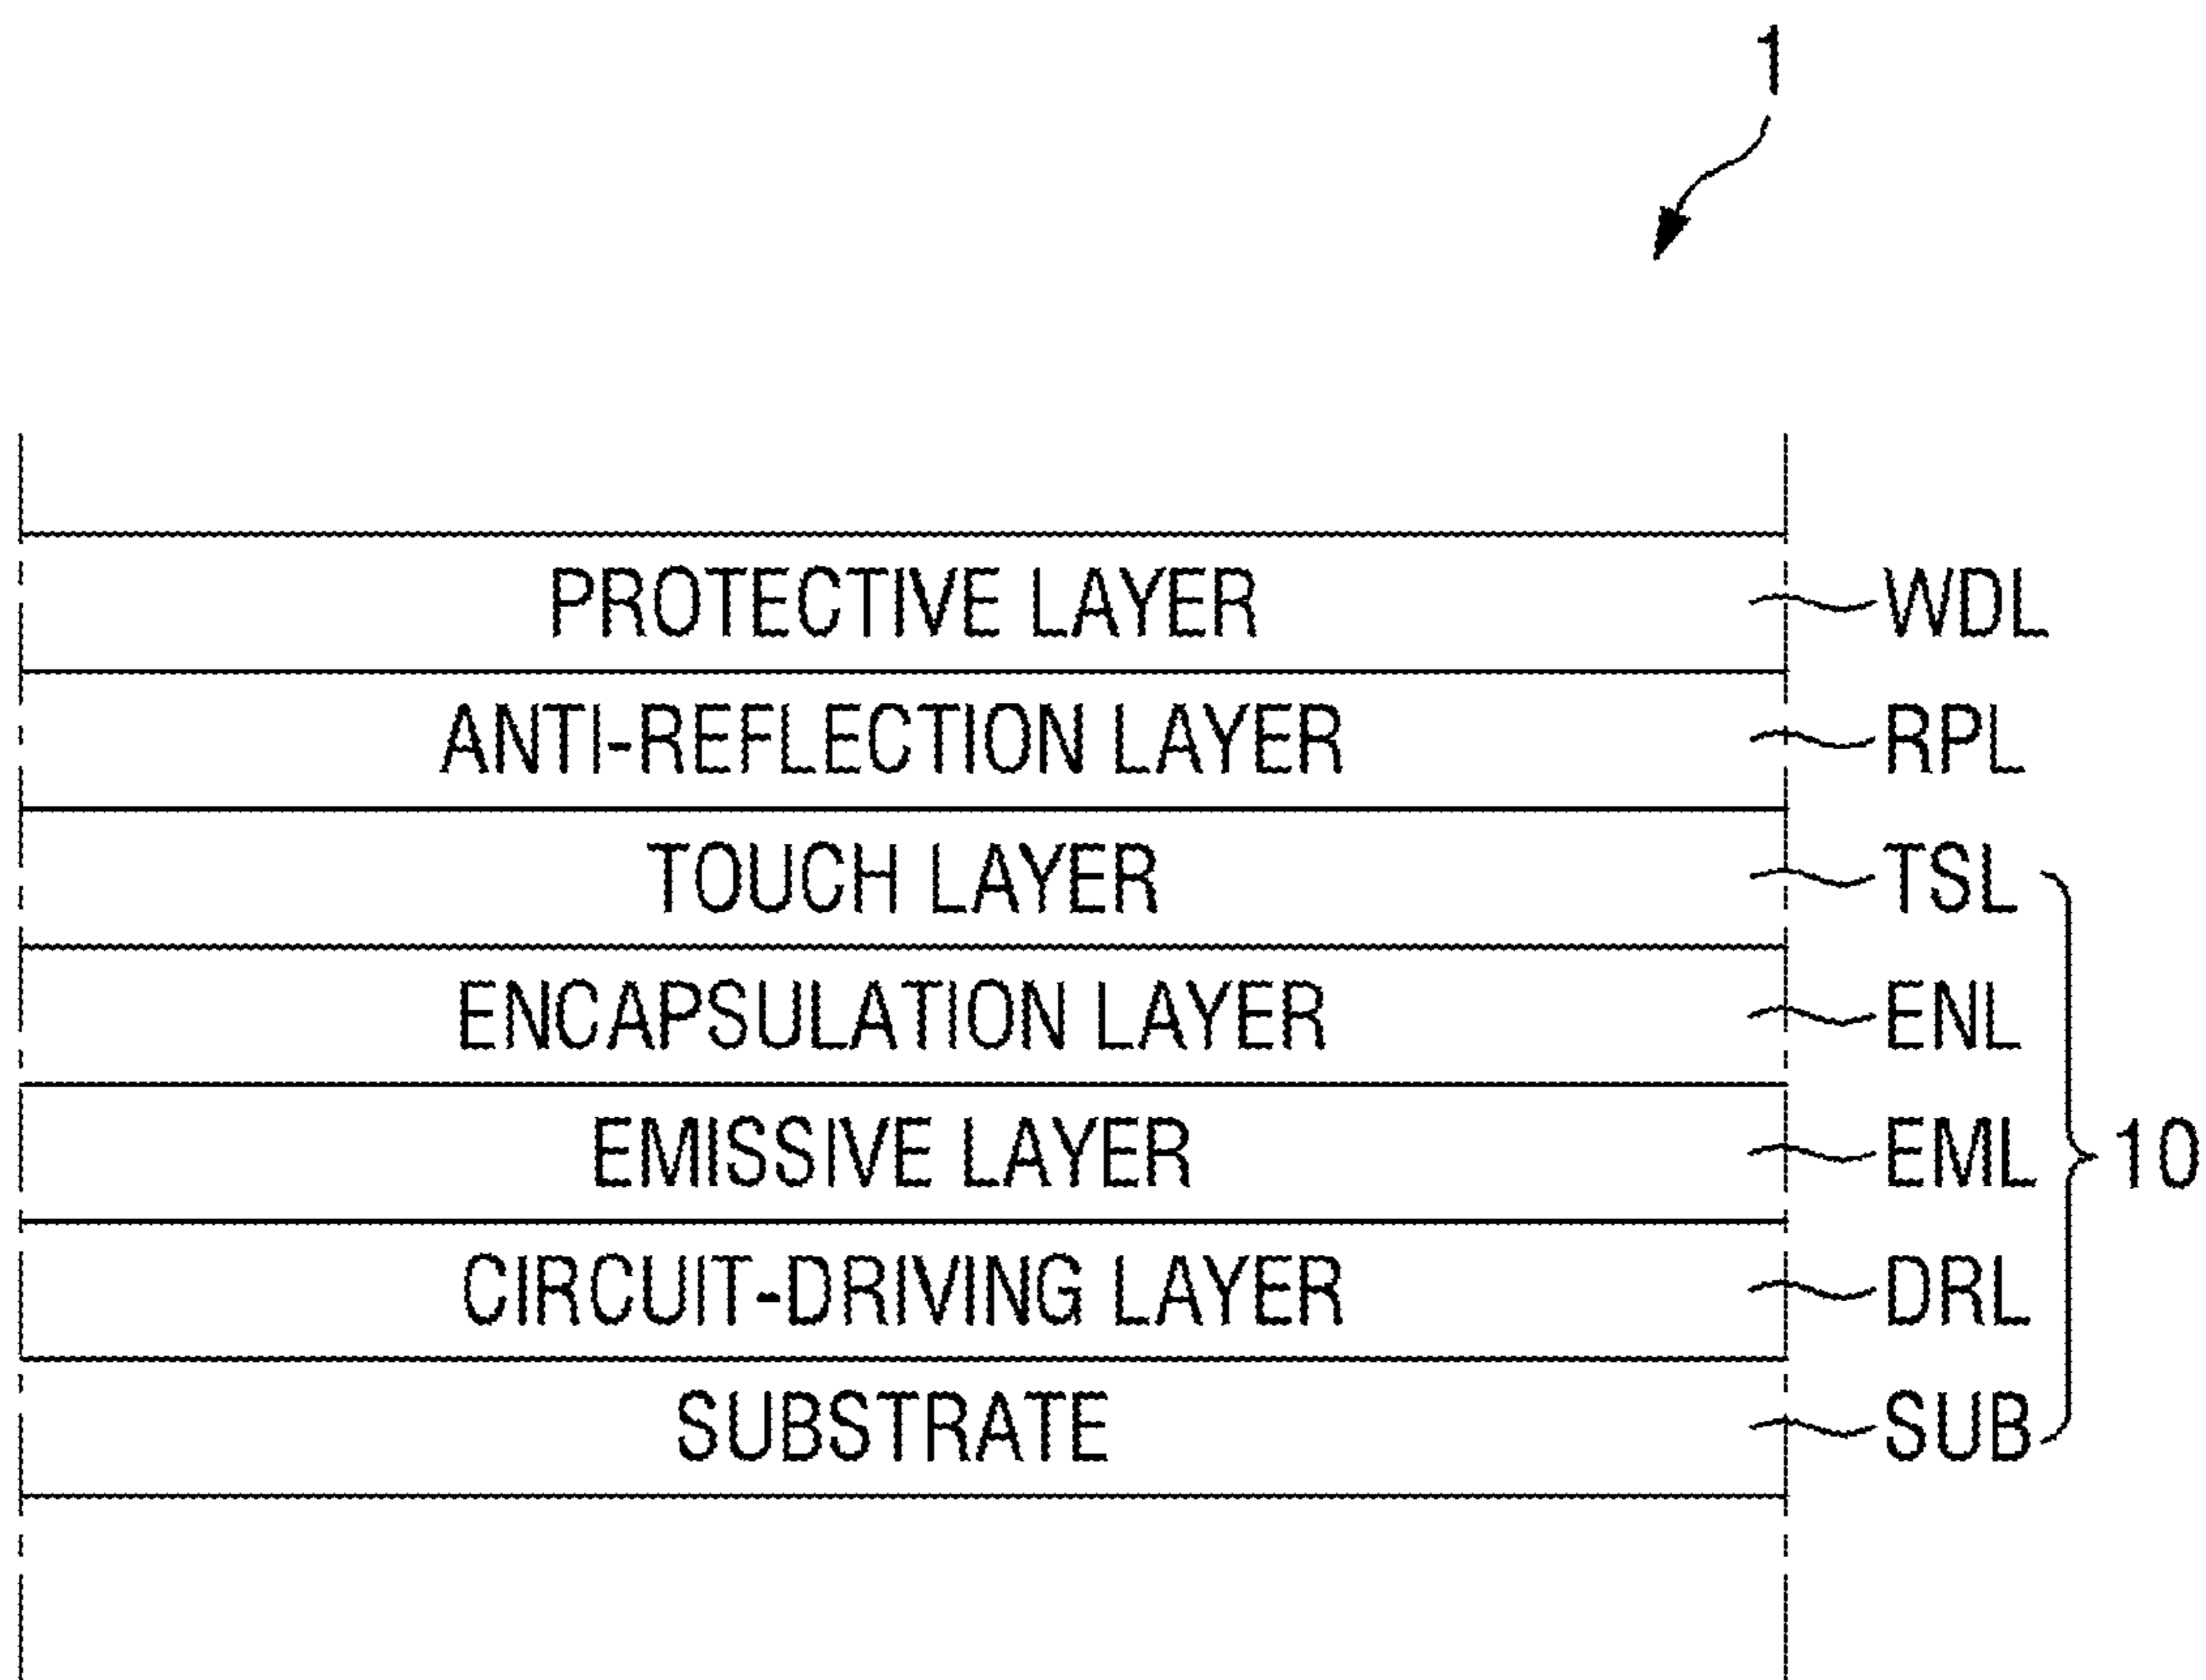 1
PROTECTIVE LAYER WDL
ANTI-REFLECTION LAYER RPL
TOUCH LAYER TSL
ENCAPSULATION LAYER ENL
EMISSIVE LAYER EML 10
CIRCUIT-DRIVING LAYER DRL
SUBSTRATE SUB